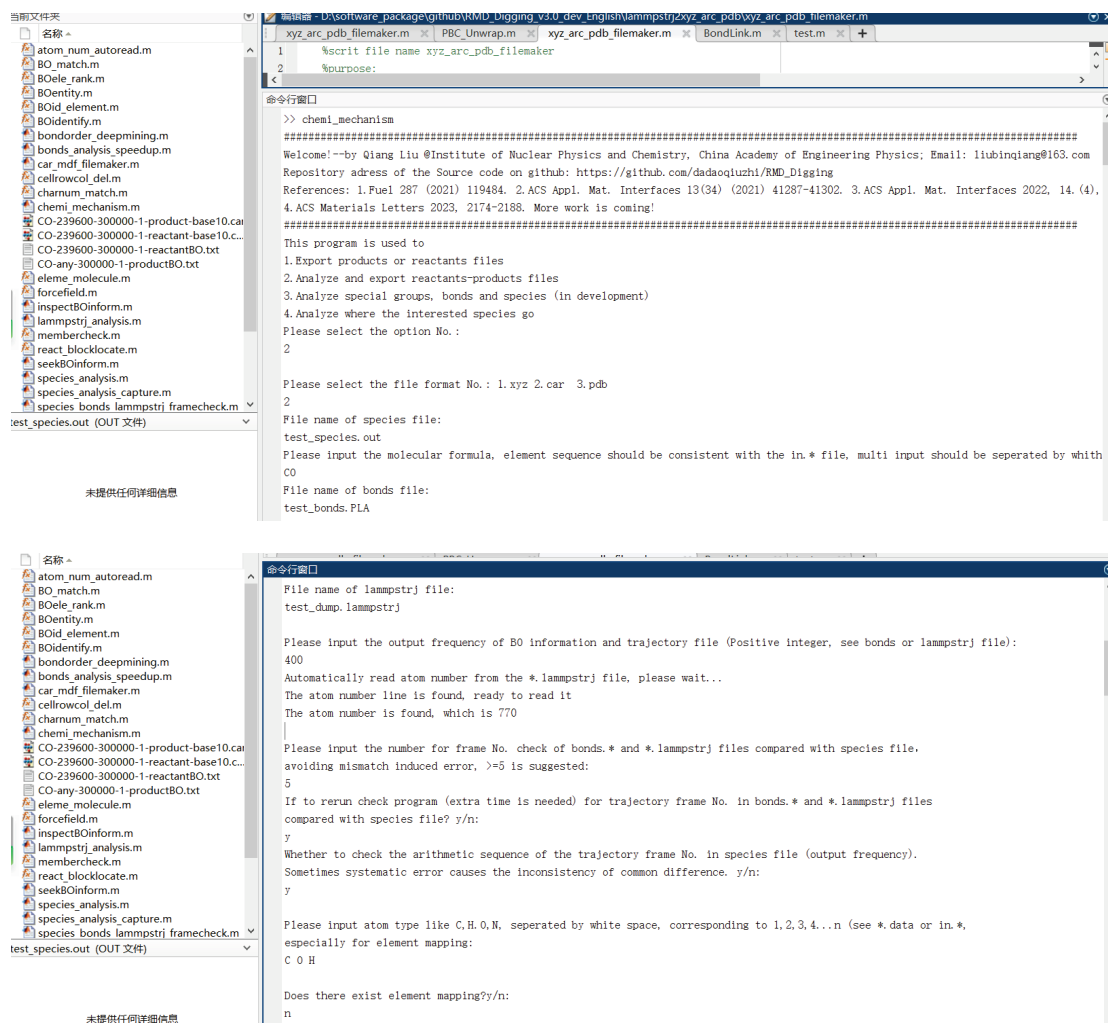 当前文件夹
名称
atom_num_autoread.m
BO_match.m
BOele_rank.m
BOentity.m
BOid_element.m
BOidentify.m
bondorder_deepmining.m
bonds_analysis_speedup.m
car_mdf_filemaker.m
cellrowcol_del.m
charnum_match.m
chemi_mechanism.m
CO-239600-300000-1-product-base10.car
CO-239600-300000-1-reactant-base10.c...
CO-239600-300000-1-reactantBO.txt
CO-any-300000-1-productBO.txt
eleme_molecule.m
forcefield.m
inspectBOinform.m
lammpstrj_analysis.m
membercheck.m
react_blocklocate.m
seekBOinform.m
species_analysis.m
species_analysis_capture.m
species_bonds_lammpstrj_framecheck.m
test_species.out (OUT 文件)
未提供任何详细信息
编辑器 - D:\software_package\github\RMD_Digging_v3.0_dev_English\lammpstrj2xyz_arc_pdb\xyz_arc_pdb_filemaker.m
xyz_arc_pdb_filemaker.m PBC_Unwrap.m xyz_arc_pdb_filemaker.m BondLink.m test.m
1 %scrit file name xyz_arc_pdb_filemaker
2 %purpose:
命令行窗口
>> chemi_mechanism
Welcome!--by Qiang Liu @Institute of Nuclear Physics and Chemistry, China Academy of Engineering Physics; Email: liubinqiang@163.com
Repository adress of the Source code on github: https://github.com/dadaoqiuzhi/RMD_Digging
References: 1.Fuel 287 (2021) 119484. 2.ACS Appl. Mat. Interfaces 13(34) (2021) 41287-41302. 3.ACS Appl. Mat. Interfaces 2022, 14.(4),
4.ACS Materials Letters 2023, 2174-2188. More work is coming!
This program is used to
1.Export products or reactants files
2.Analyze and export reactants-products files
3.Analyze special groups, bonds and species (in development)
4.Analyze where the interested species go
Please select the option No.:
2
Please select the file format No.: 1.xyz 2.car 3.pdb
2
File name of species file:
test_species.out
Please input the molecular formula, element sequence should be consistent with the in.* file, multi input should be seperated by whith
CO
File name of bonds file:
test_bonds.PLA
名称
atom_num_autoread.m
BO_match.m
BOele_rank.m
BOentity.m
BOid_element.m
BOidentify.m
bondorder_deepmining.m
bonds_analysis_speedup.m
car_mdf_filemaker.m
cellrowcol_del.m
charnum_match.m
chemi_mechanism.m
CO-239600-300000-1-product-base10.car
CO-239600-300000-1-reactant-base10.c...
CO-239600-300000-1-reactantBO.txt
CO-any-300000-1-productBO.txt
eleme_molecule.m
forcefield.m
inspectBOinform.m
lammpstrj_analysis.m
membercheck.m
react_blocklocate.m
seekBOinform.m
species_analysis.m
species_analysis_capture.m
species_bonds_lammpstrj_framecheck.m
test_species.out (OUT 文件)
未提供任何详细信息
命令行窗口
File name of lammpstrj file:
test_dump.lammpstrj
Please input the output frequency of BO information and trajectory file (Positive integer, see bonds or lammpstrj file):
400
Automatically read atom number from the *.lammpstrj file, please wait...
The atom number line is found, ready to read it
The atom number is found, which is 770
Please input the number for frame No. check of bonds.* and *.lammpstrj files compared with species file,
avoiding mismatch induced error, >=5 is suggested:
5
If to rerun check program (extra time is needed) for trajectory frame No. in bonds.* and *.lammpstrj files
compared with species file? y/n:
y
Whether to check the arithmetic sequence of the trajectory frame No. in species file (output frequency).
Sometimes systematic error causes the inconsistency of common difference. y/n:
y
Please input atom type like C,H,O,N, seperated by white space, corresponding to 1,2,3,4...n (see *.data or in.*,
especially for element mapping:
C O H
Does there exist element mapping?y/n:
n